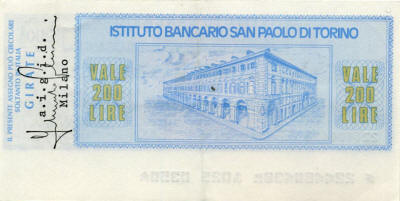 ISTITUTO BANCARIO SAN PAOLO DI TORINO
IL PRESENTE ASSEGNO PUÒ CIRCOLARE
SOLTANTO IN ITALIA
GIRATE
a.i.g.i.d.
Milano
VALE
200
LIRE
VALE
200
LIRE